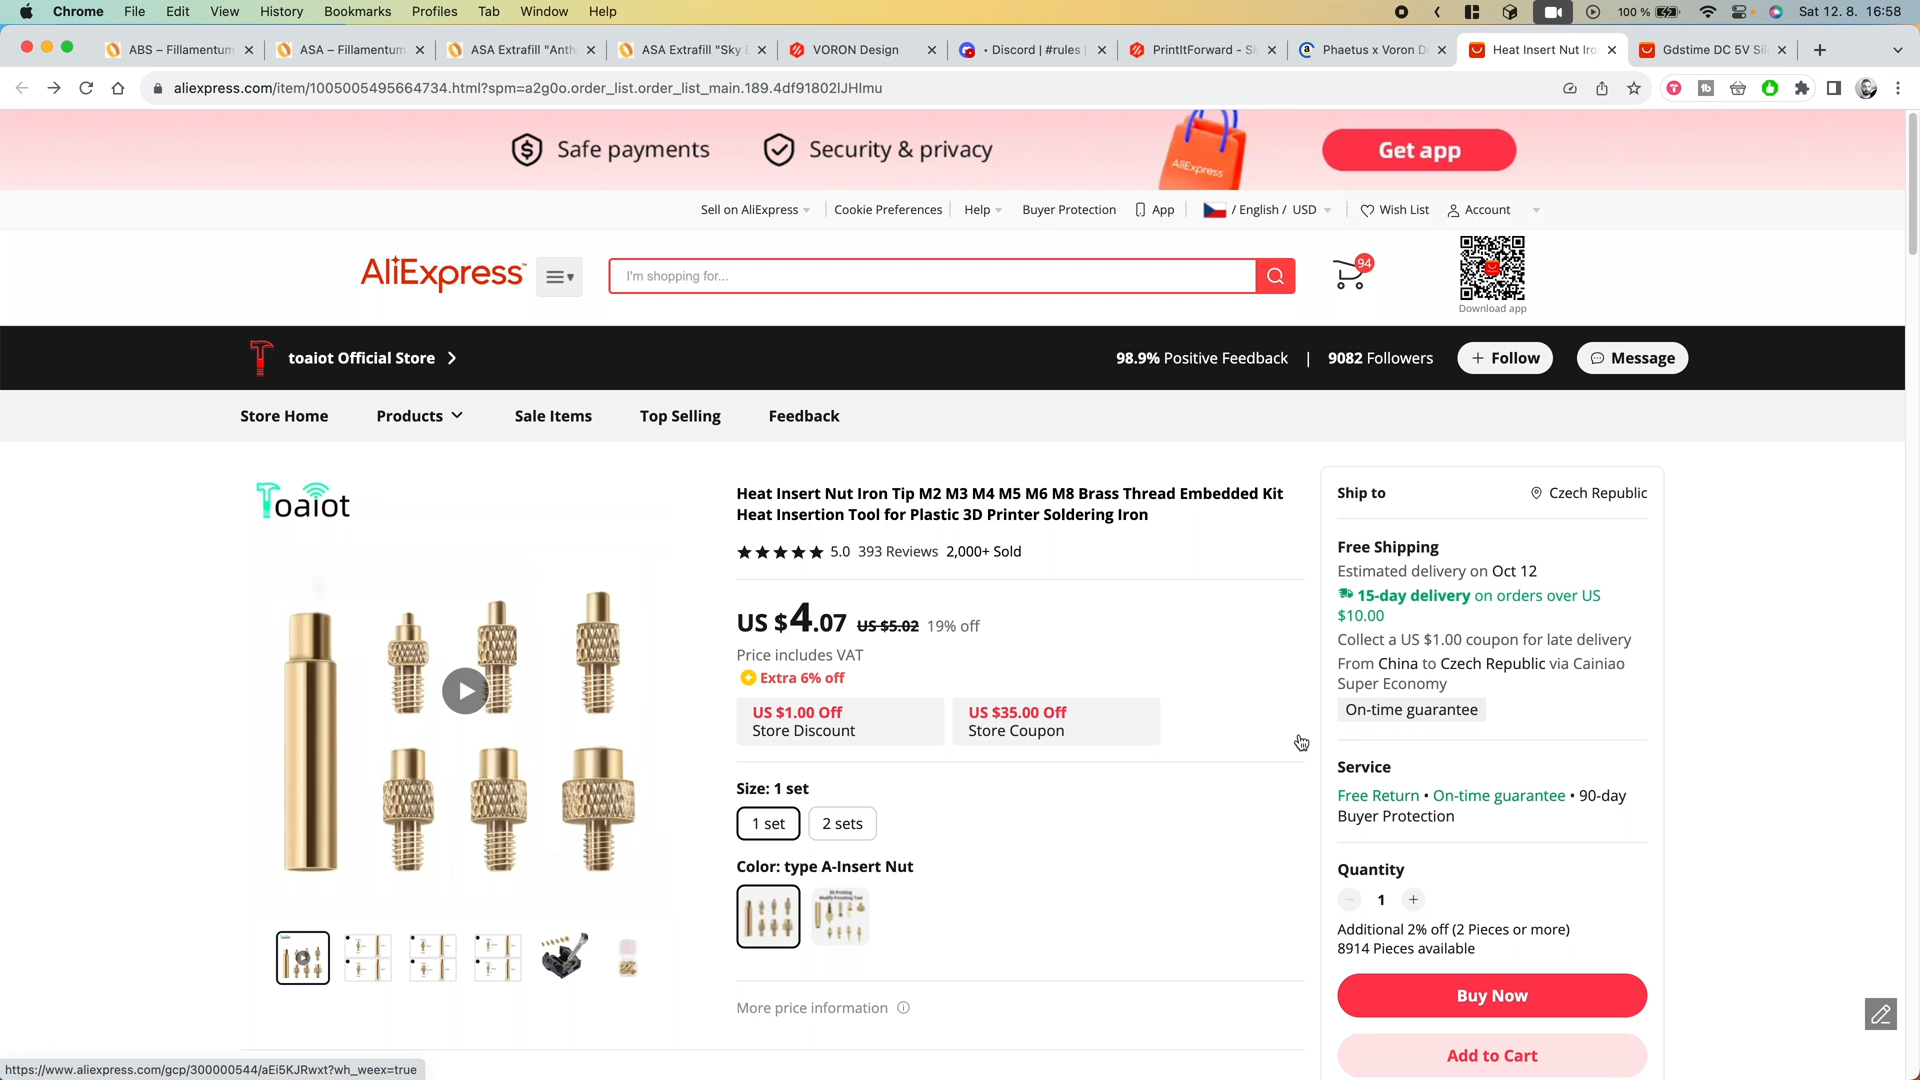 Chrome File Edit View History Bookmarks Profiles Tab Window Help 100 % Sat 12. 8. 16:58
ABS – Fillamentum ASA – Fillamentum ASA Extrafill "Anth ASA Extrafill "Sky VORON Design • Discord | #rules PrintItForward - Si Phaetus x Voron D Heat Insert Nut Iro Gdstime DC 5V Sl
aliexpress.com/item/1005005495664734.html?spm=a2g0o.order_list.order_list_main.189.4df91802lJHlmu
Safe payments Security & privacy AliExpress Get app
Sell on AliExpress Cookie Preferences Help Buyer Protection App / English / USD Wish List Account
AliExpress I'm shopping for... 94
Download app
toaiot Official Store 98.9% Positive Feedback | 9082 Followers + Follow Message
Store Home Products Sale Items Top Selling Feedback
Toaiot
Heat Insert Nut Iron Tip M2 M3 M4 M5 M6 M8 Brass Thread Embedded Kit
Heat Insertion Tool for Plastic 3D Printer Soldering Iron
5.0 393 Reviews 2,000+ Sold
US $4.07 US $5.02 19% off
Price includes VAT
Extra 6% off
US $1.00 Off
Store Discount
US $35.00 Off
Store Coupon
Size: 1 set
1 set 2 sets
Color: type A-Insert Nut
More price information
Ship to Czech Republic
Free Shipping
Estimated delivery on Oct 12
15-day delivery on orders over US
$10.00
Collect a US $1.00 coupon for late delivery
From China to Czech Republic via Cainiao
Super Economy
On-time guarantee
Service
Free Return • On-time guarantee • 90-day
Buyer Protection
Quantity
1 +
Additional 2% off (2 Pieces or more)
8914 Pieces available
Buy Now
Add to Cart
https://www.aliexpress.com/gcp/300000544/aEi5KJRwxt?wh_weex=true